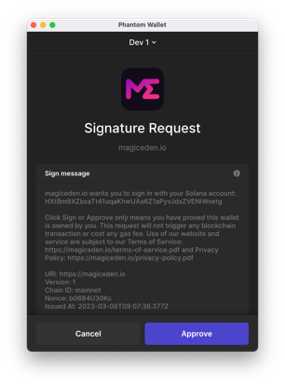 Phantom Wallet
Dev 1
Signature Request
magiceden.io
Sign message
magiceden.io wants you to sign in with your Solana account:
Click Sign or Approve only means you have proved this wallet
is owned by you. This request will not trigger any blockchain
transaction or cost any gas fee. Use of our website and
service are subject to our Terms of Service:
https://magiceden.io/terms-of-service.pdf and Privacy
Policy: https://magiceden.io/privacy-policy.pdf
URI: https://magiceden.io
Version: 1
Chain ID: mainnet
Nonce: b0684U30Kc
Issued At: 2023-03-08T09:07:36.377Z
Cancel
Approve